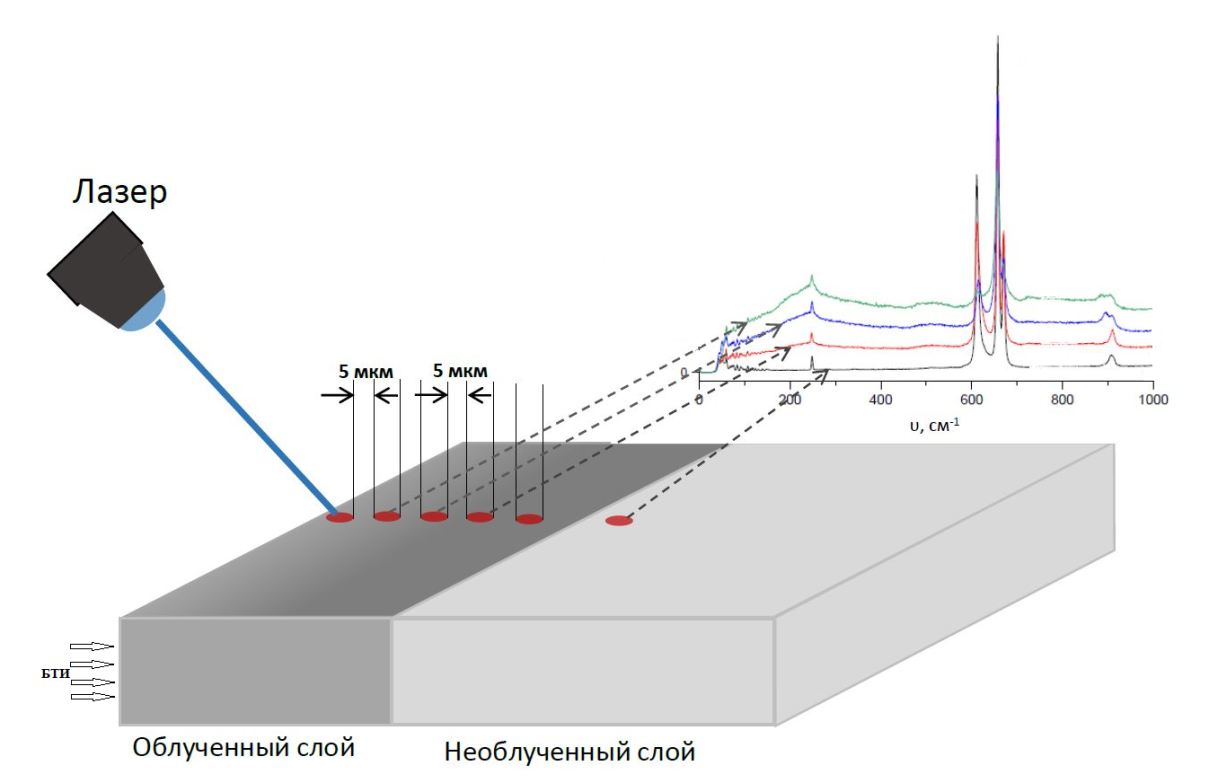 Лазер
5 мкм
5 мкм
0
0
200
400
600
800
1000
υ, см-1
БТИ
Облученный слой
Необлученный слой